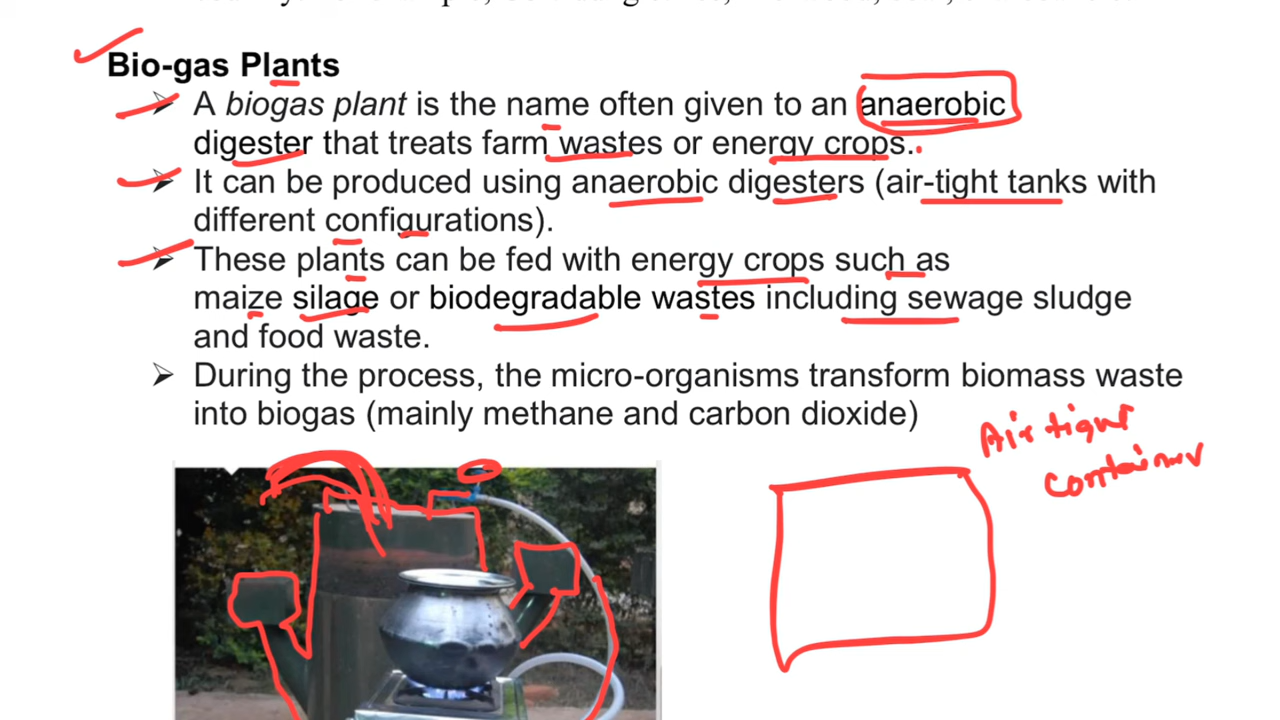 Bio-gas Plants
➢ A biogas plant is the name often given to an anaerobic
digester that treats farm wastes or energy crops.
➢ It can be produced using anaerobic digesters (air-tight tanks with
different configurations).
➢ These plants can be fed with energy crops such as
maize silage or biodegradable wastes including sewage sludge
and food waste.
➢ During the process, the micro-organisms transform biomass waste
into biogas (mainly methane and carbon dioxide)
Air tight
container